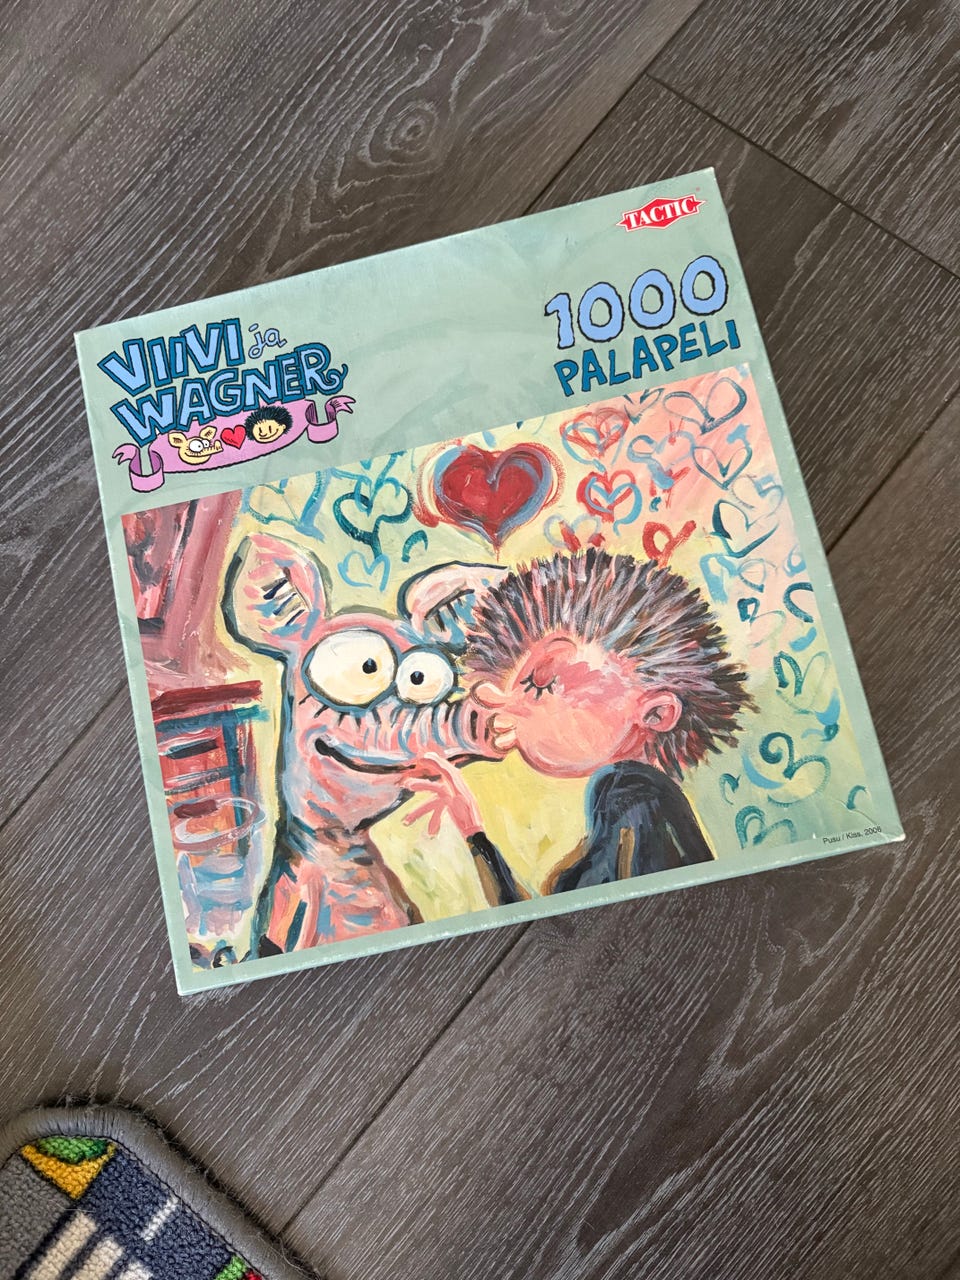 TACTIC
VIIVI ja
WAGNER
1000
PALAPELI
Pusu / Kiss, 2006